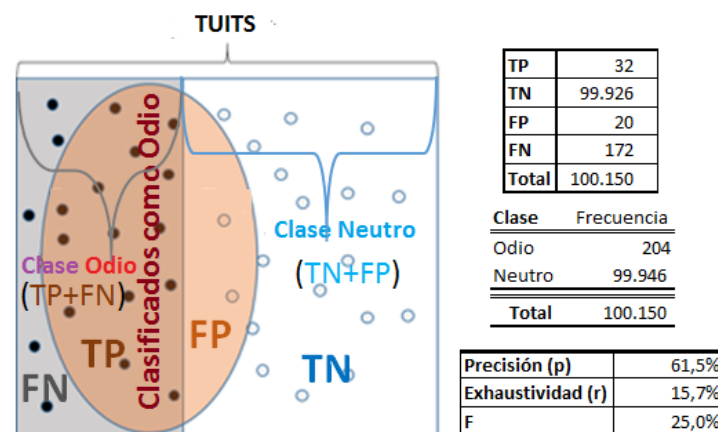 TUITS
Clasificados como Odio
Clase Odio
(TP+FN)
Clase Neutro
(TN+FP)
FN
TP
FP
TN
TP 32
TN 99.926
FP 20
FN 172
Total 100.150
Clase Frecuencia
Odio 204
Neutro 99.946
Total 100.150
Precisión (p) 61,5%
Exhaustividad (r) 15,7%
F 25,0%